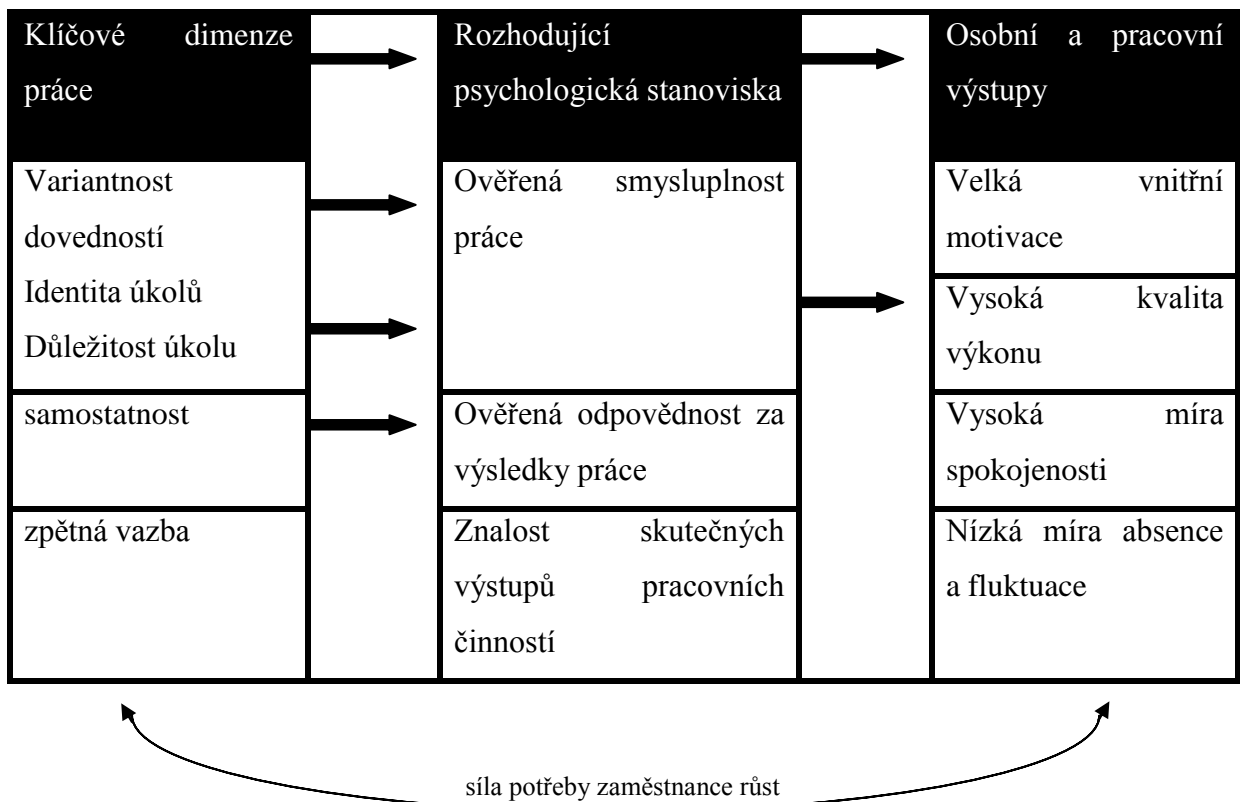 Klíčové dimenze
práce
Rozhodující
psychologická stanoviska
Osobní a pracovní
výstupy
Variantnost
dovedností
Identita úkolů
Důležitost úkolu
Ověřená smysluplnost
práce
Velká vnitřní
motivace
Vysoká kvalita
výkonu
samostatnost
Ověřená odpovědnost za
výsledky práce
Vysoká míra
spokojenosti
zpětná vazba
Znalost skutečných
výstupů pracovních
činností
Nízká míra absence
a fluktuace
síla potřeby zaměstnance růst